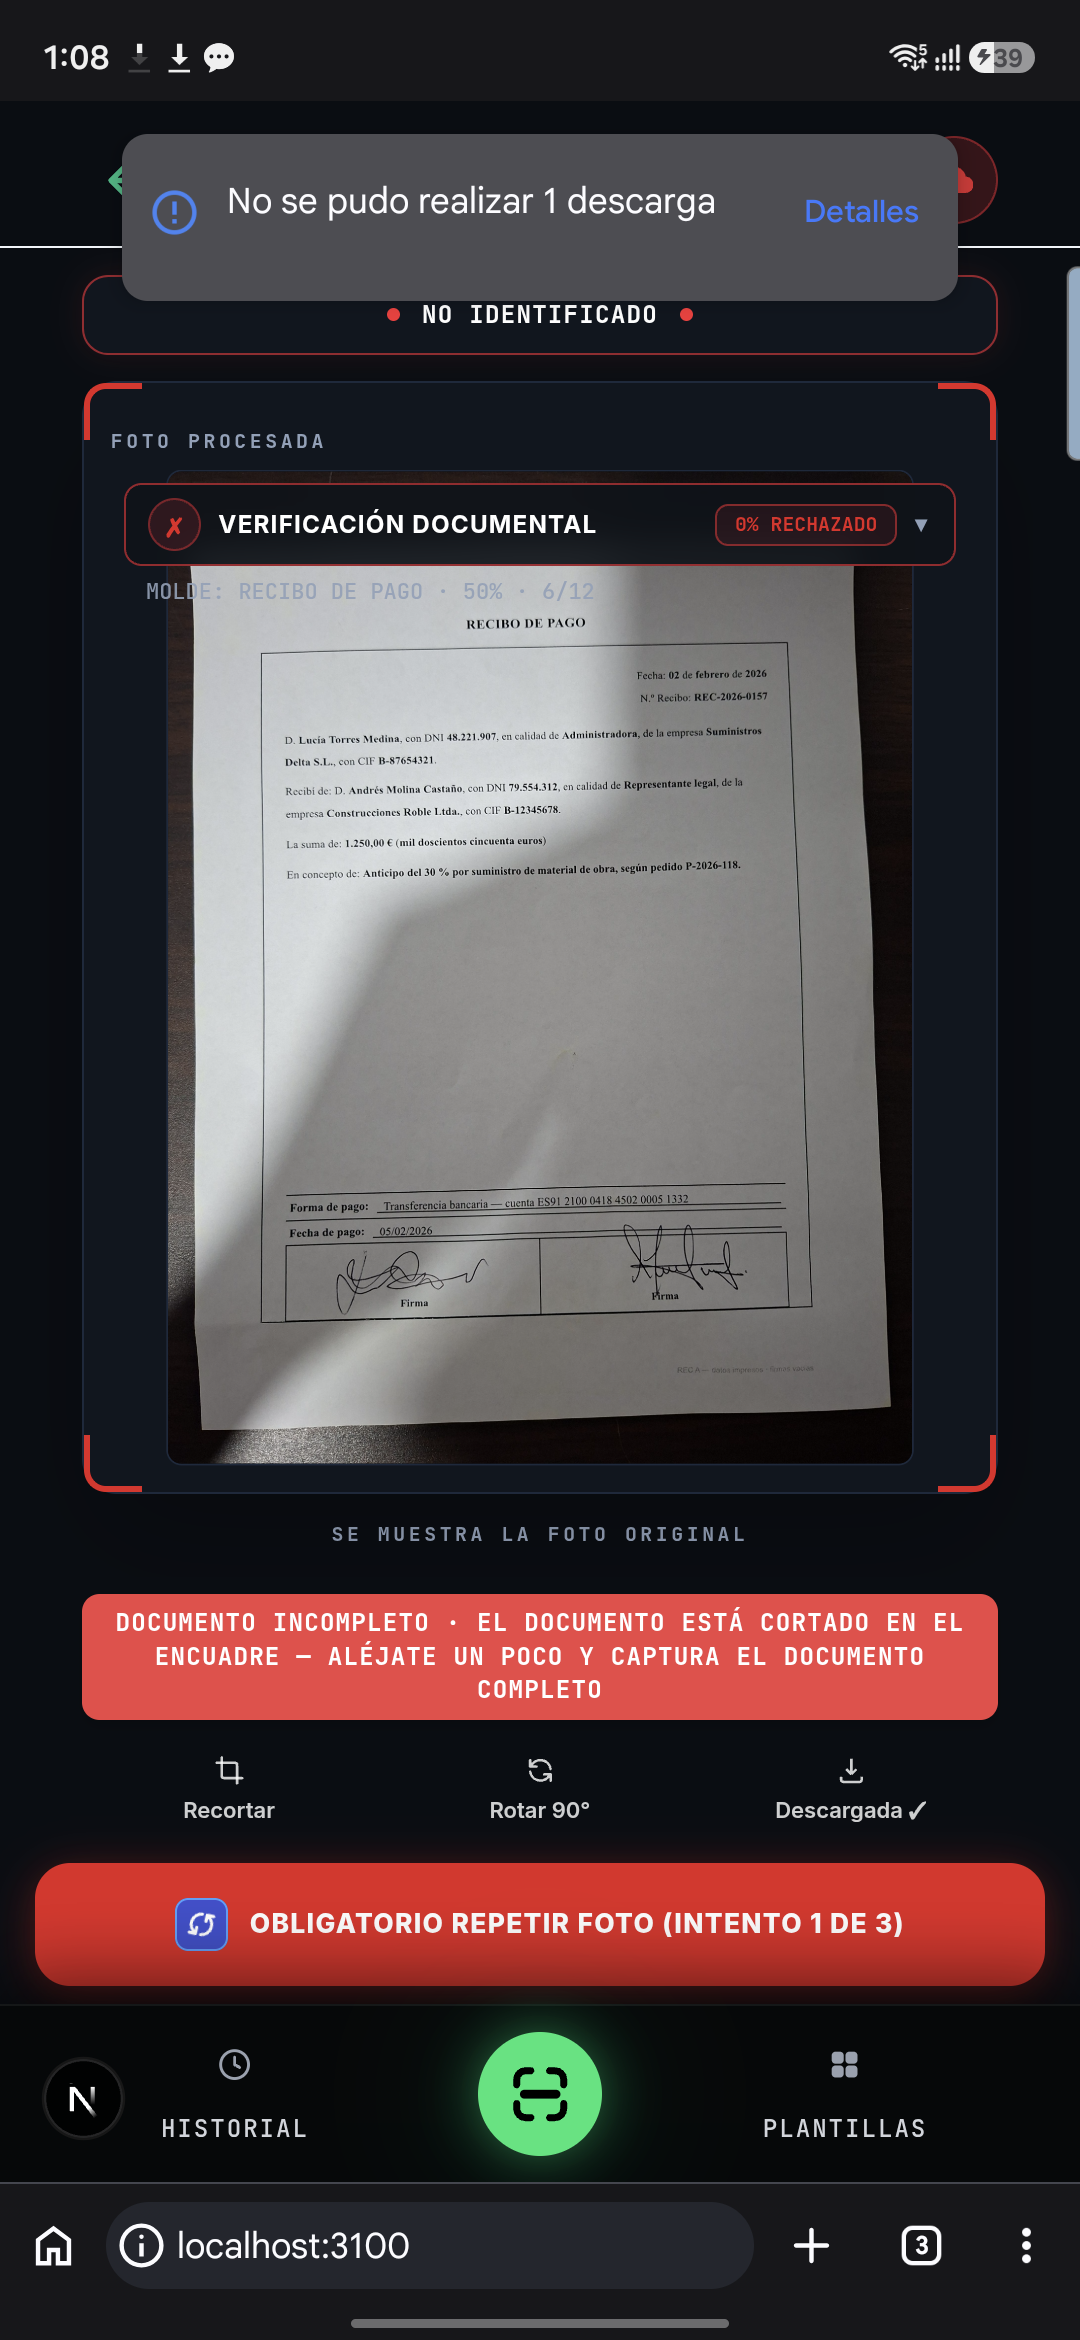 1:08
5
39
No se pudo realizar 1 descarga
Detalles
NO IDENTIFICADO
FOTO PROCESADA
VERIFICACIÓN DOCUMENTAL
0% RECHAZADO
MOLDE: RECIBO DE PAGO · 50% · 6/12
RECIBO DE PAGO
Fecha: 02 de febrero de 2026
N.º Recibo: REC-2026-0157
D. Lucía Torres Medina, con DNI 48.221.907, en calidad de Administradora, de la empresa Suministros
Delta S.L., con CIF B-87654321.
Recibí de: D. Andrés Molina Castaño, con DNI 79.554.312, en calidad de Representante legal, de la
empresa Construcciones Roble Ltda., con CIF B-12345678.
La suma de: 1.250,00 € (mil doscientos cincuenta euros)
En concepto de: Anticipo del 30 % por suministro de material de obra, según pedido P-2026-118.
Forma de pago: Transferencia bancaria — cuenta ES91 2100 0418 4502 0005 1332
Fecha de pago: 05/02/2026
Firma
Firma
REC-A — datos impresos
SE MUESTRA LA FOTO ORIGINAL
DOCUMENTO INCOMPLETO · EL DOCUMENTO ESTÁ CORTADO EN EL
ENCUADRE — ALÉJATE UN POCO Y CAPTURA EL DOCUMENTO
COMPLETO
Recortar
Rotar 90°
Descargada ✓
OBLIGATORIO REPETIR FOTO (INTENTO 1 DE 3)
N
HISTORIAL
PLANTILLAS
localhost:3100
3